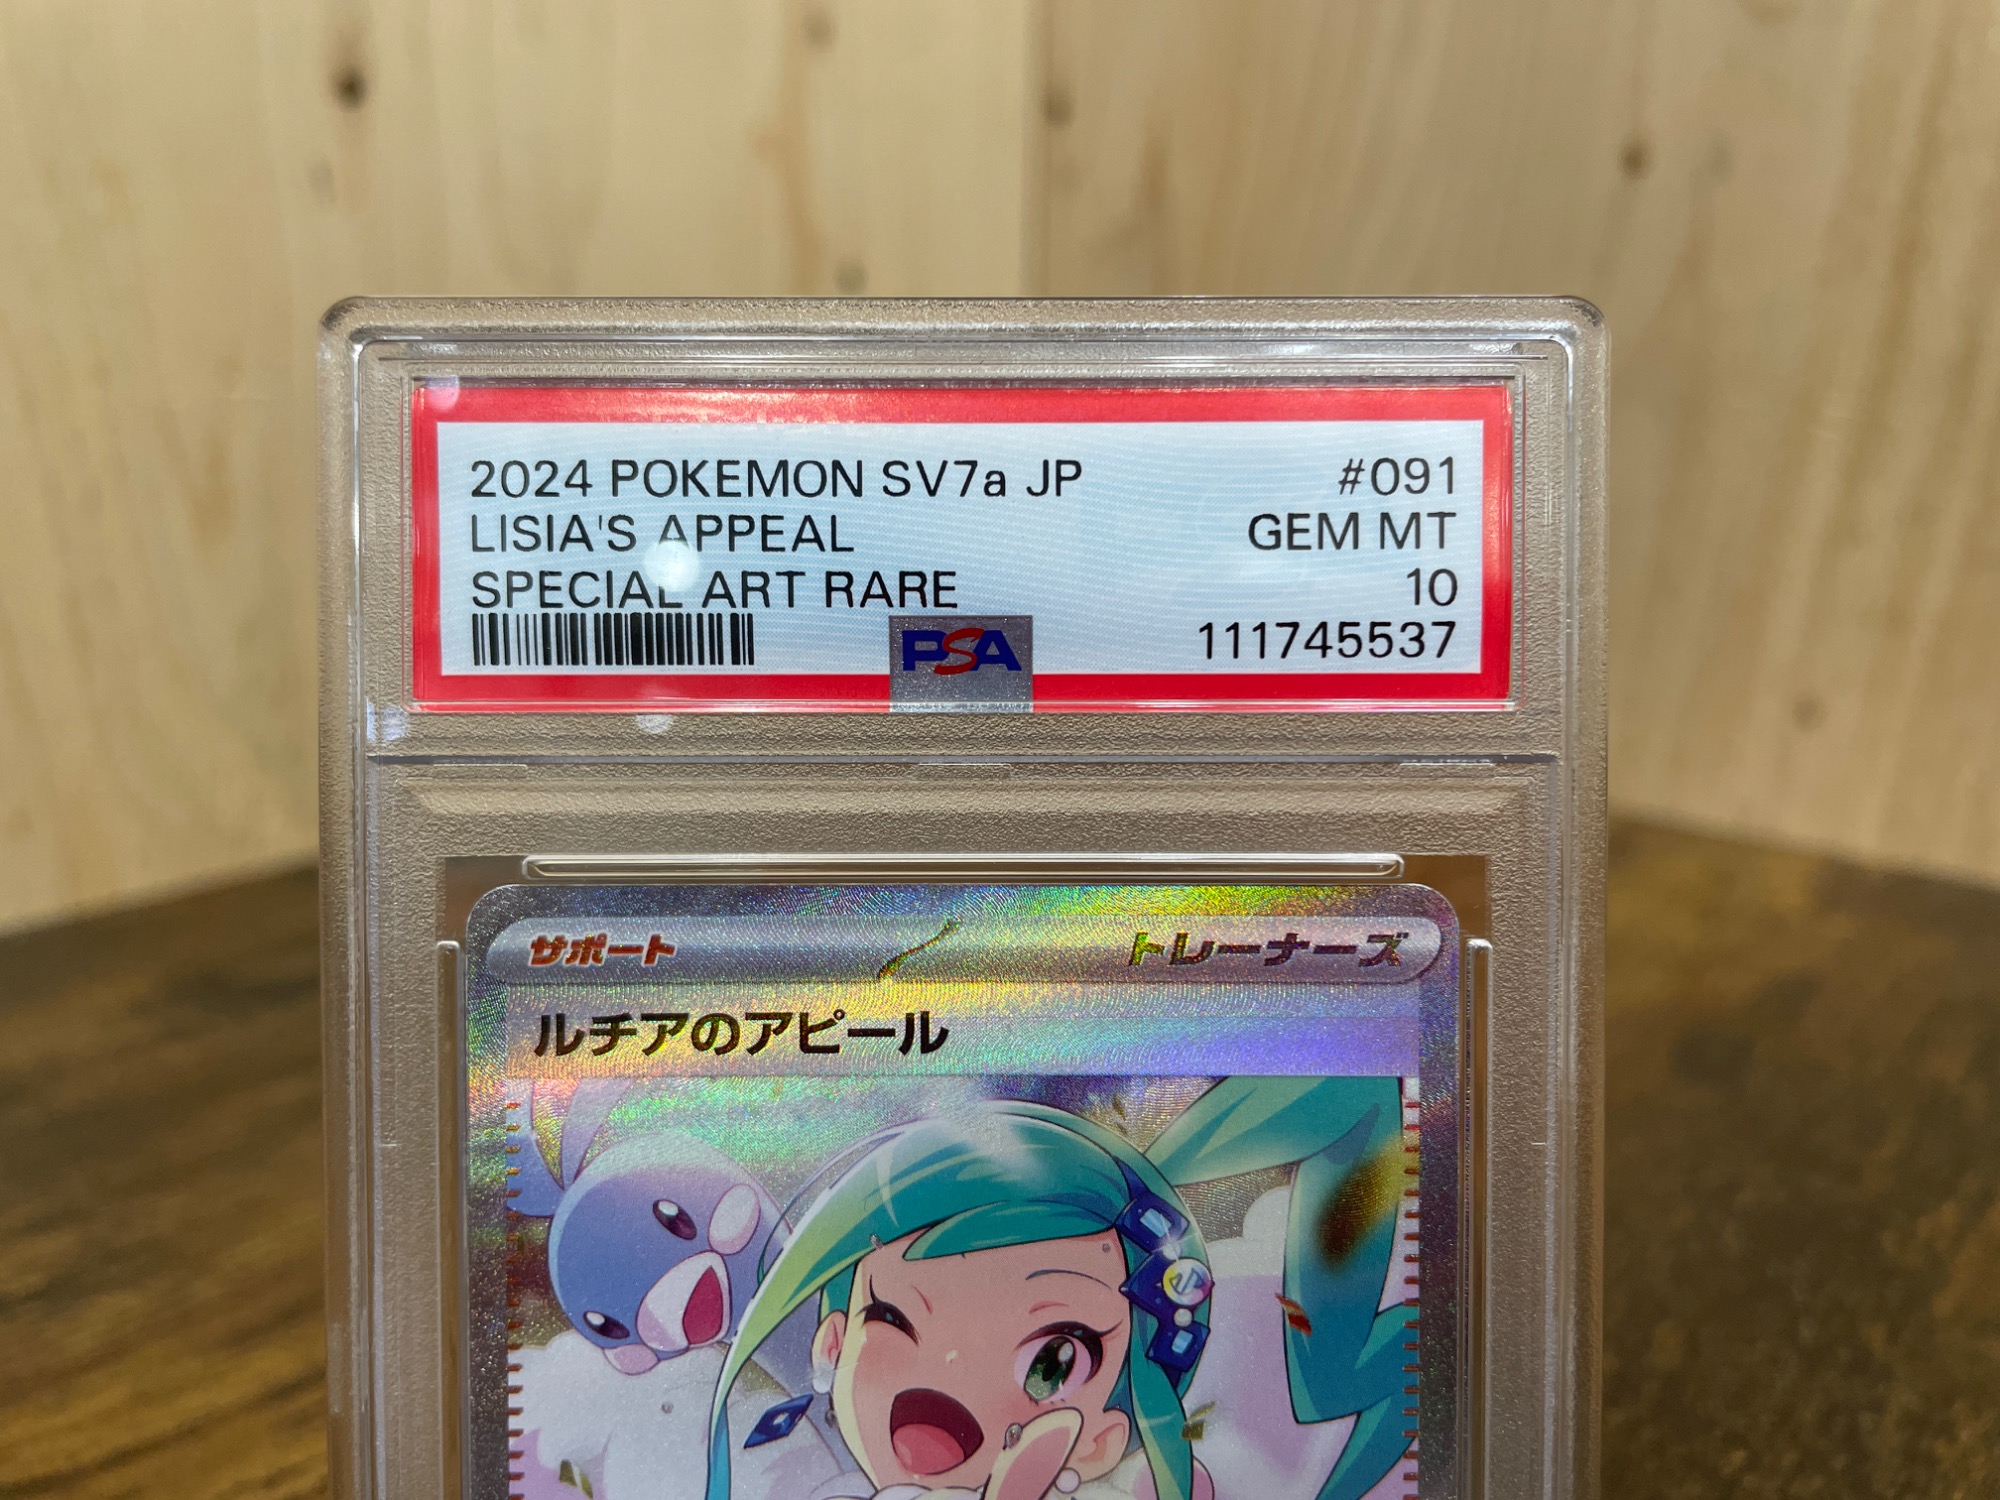 2024 POKEMON SV7a JP #091
LISIA'S APPEAL GEM MT
SPECIAL ART RARE 10
PSA 111745537
サポート トレーナーズ
ルチアのアピール